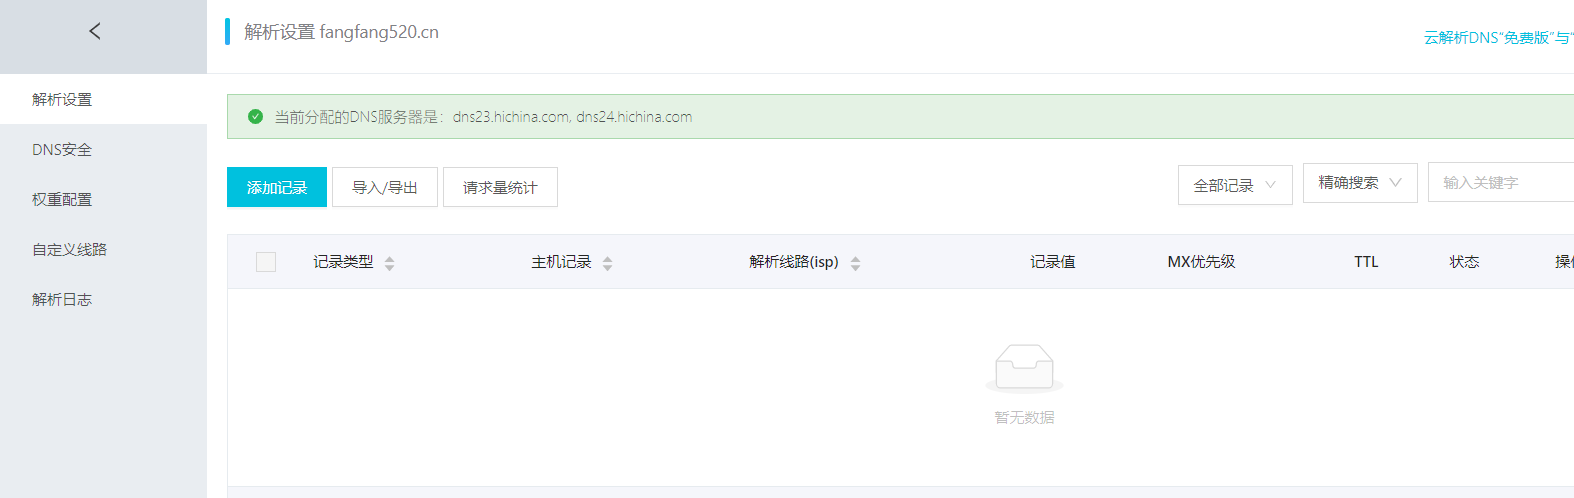 解析设置 fangfang520.cn
云解析DNS“免费版”与“
解析设置
DNS安全
权重配置
自定义线路
解析日志
当前分配的DNS服务器是：dns23.hichina.com, dns24.hichina.com
添加记录 导入/导出 请求量统计 全部记录 精确搜索 输入关键字
记录类型 主机记录 解析线路(isp) 记录值 MX优先级 TTL 状态 操
暂无数据